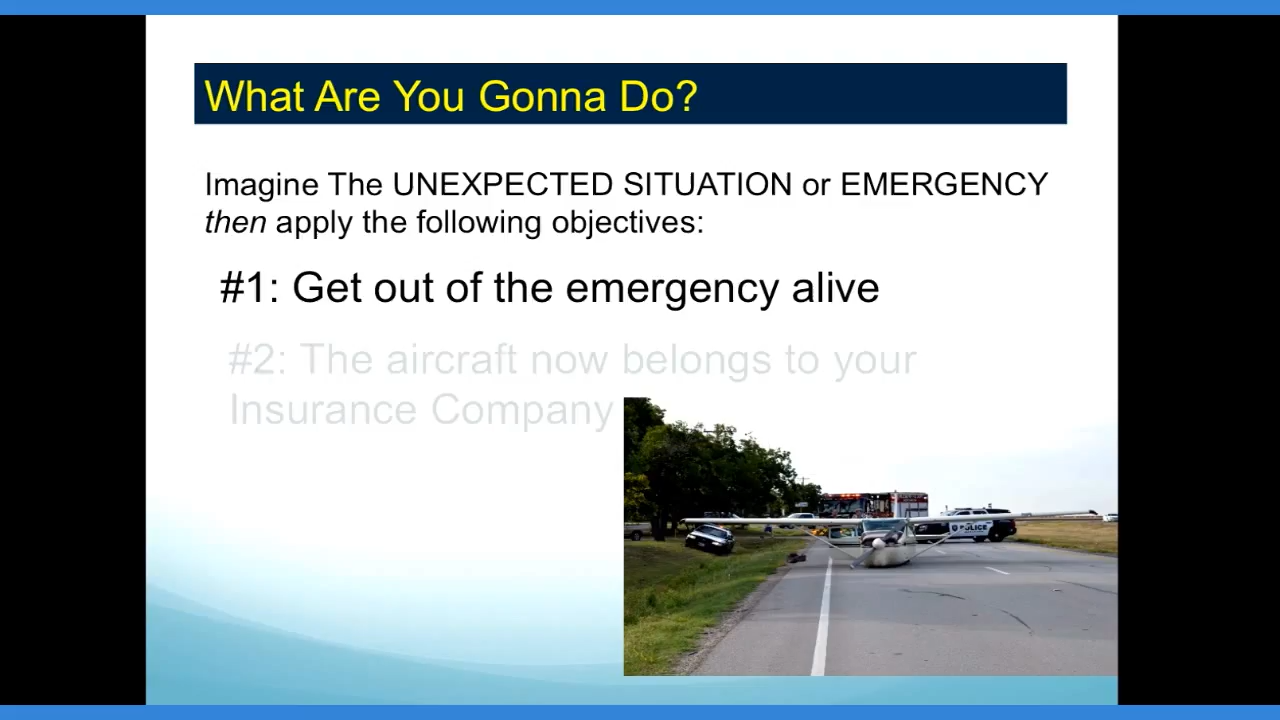 What Are You Gonna Do?
Imagine The UNEXPECTED SITUATION or EMERGENCY
then apply the following objectives:
#1: Get out of the emergency alive
#2: The aircraft now belongs to your
Insurance Company
POLICE